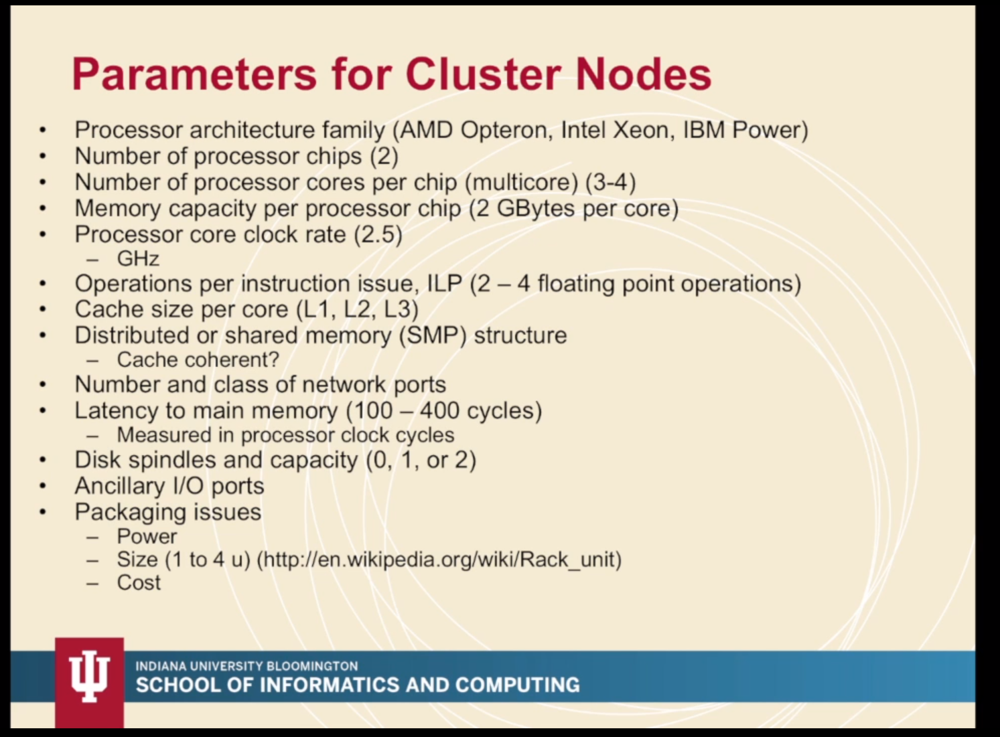 Parameters for Cluster Nodes
• Processor architecture family (AMD Opteron, Intel Xeon, IBM Power)
• Number of processor chips (2)
• Number of processor cores per chip (multicore) (3-4)
• Memory capacity per processor chip (2 GBytes per core)
• Processor core clock rate (2.5)
– GHz
• Operations per instruction issue, ILP (2 – 4 floating point operations)
• Cache size per core (L1, L2, L3)
• Distributed or shared memory (SMP) structure
– Cache coherent?
• Number and class of network ports
• Latency to main memory (100 – 400 cycles)
– Measured in processor clock cycles
• Disk spindles and capacity (0, 1, or 2)
• Ancillary I/O ports
• Packaging issues
– Power
– Size (1 to 4 u) (http://en.wikipedia.org/wiki/Rack_unit)
– Cost
INDIANA UNIVERSITY BLOOMINGTON
SCHOOL OF INFORMATICS AND COMPUTING